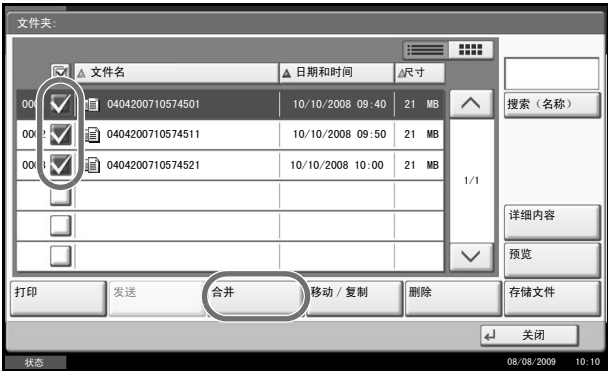 文件夹:
文件名 日期和时间 尺寸
0404200710574501 10/10/2008 09:40 21 MB 搜索（名称）
0404200710574511 10/10/2008 09:50 21 MB
0404200710574521 10/10/2008 10:00 21 MB
1/1
详细内容
预览
打印 发送 合并 移动 / 复制 删除 存储文件
关闭
状态 08/08/2009 10:10